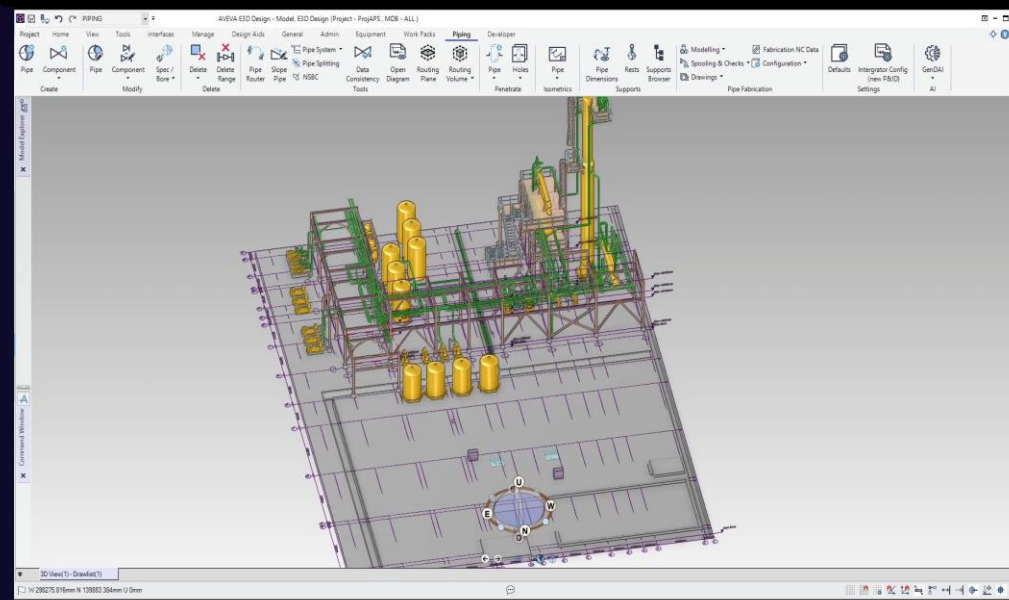 PIPING
AVEVA E3D Design - Model, E3D Design (Project - ProjAPS , MDB - ALL )
Project Home View Tools Interfaces Manage Design Aids General Admin Equipment Work Packs Piping Developer
Pipe Component Pipe Component Spec / Bore Delete Delete Range Pipe Router Slope Pipe Pipe System Pipe Splitting NSBC Data Consistency Open Diagram Routing Plane Routing Volume Pipe Holes Pipe Pipe Dimensions Rests Supports Browser Modelling Spooling & Checks Drawings Fabrication NC Data Configuration Defaults Intergrator Config (new P&ID) GenDAI
Create Modify Delete Tools Penetrate Isometrics Supports Pipe Fabrication Settings AI
Model Explorer
Command Window
U
E
W
N
3D View(1) - Drawlist(1)
W 298275.816mm N 139883.384mm U 0mm